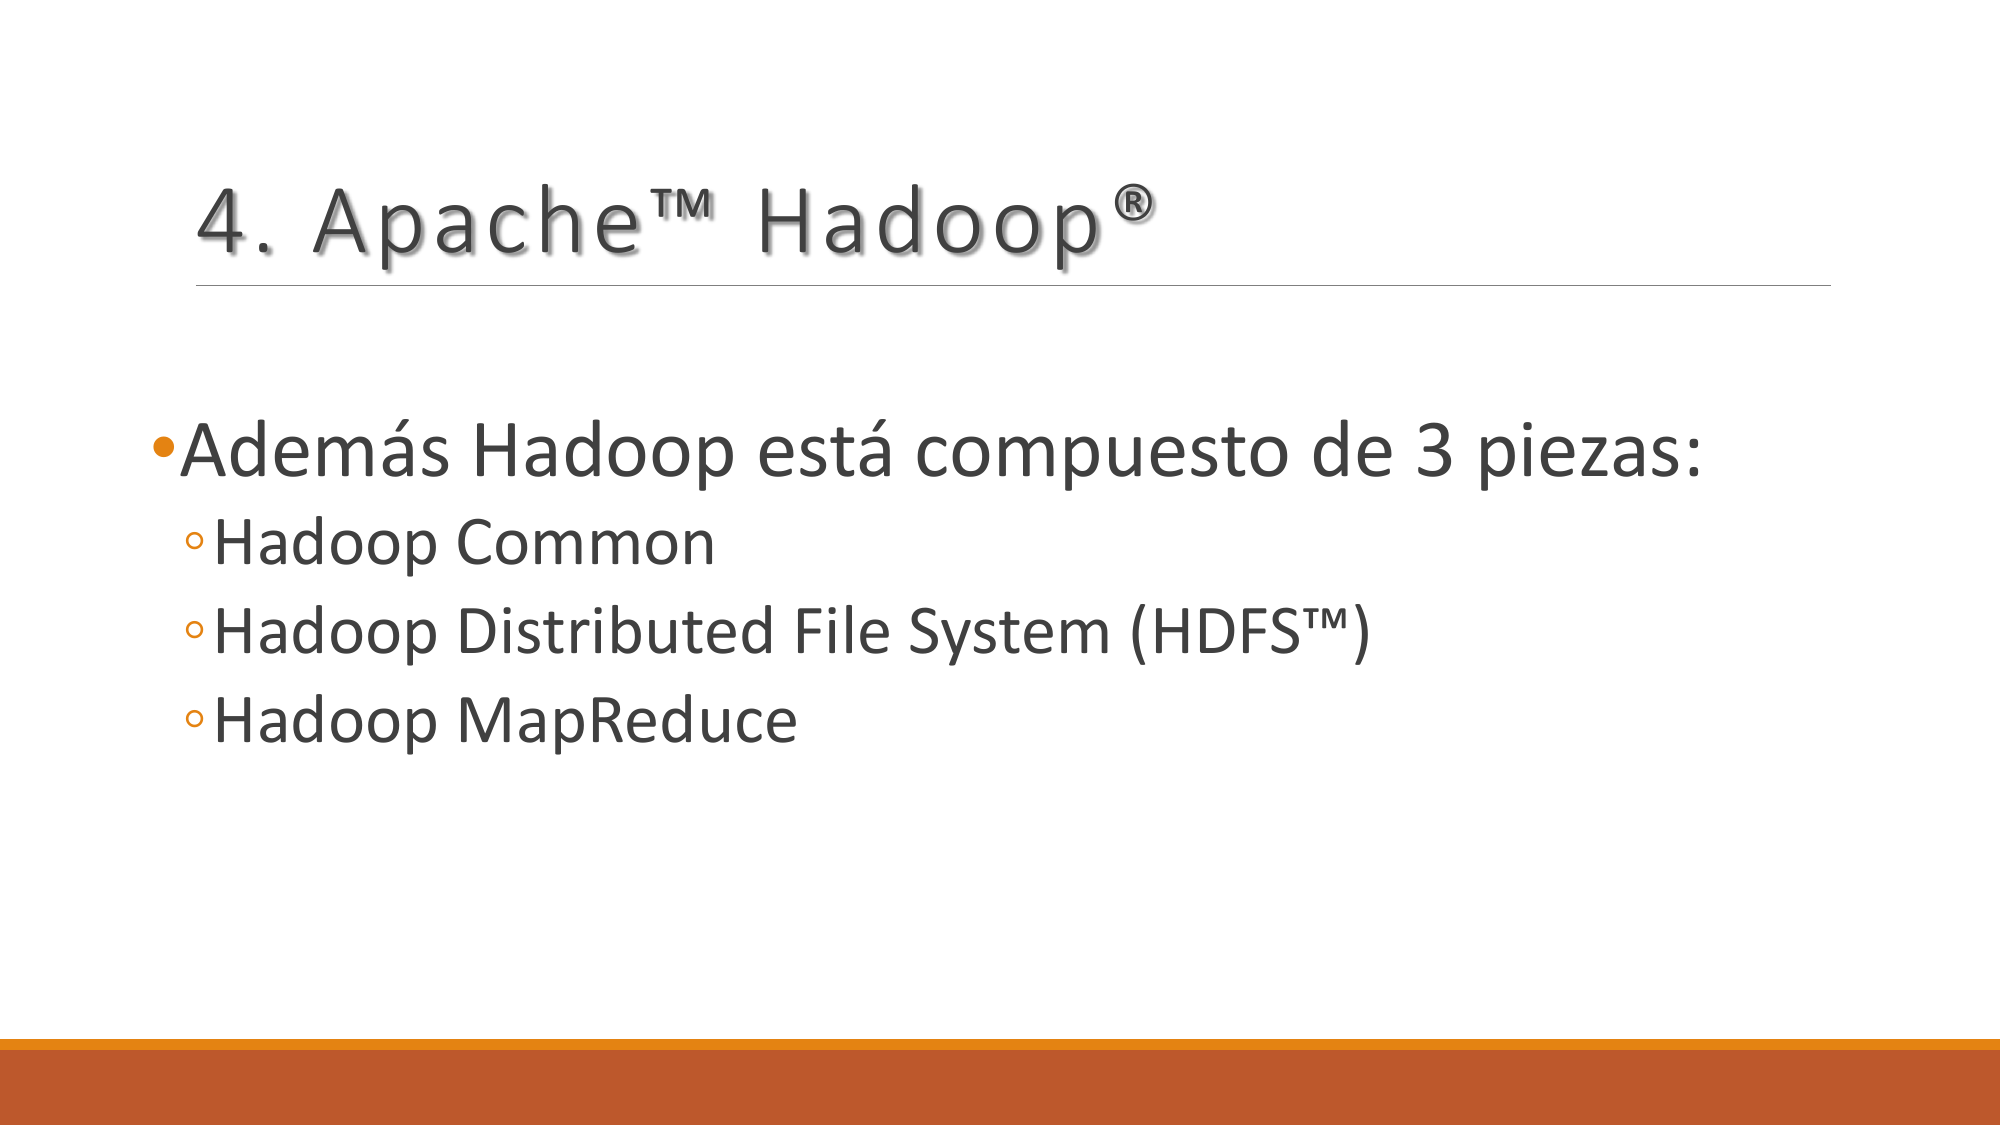 4. Apache™ Hadoop®
•Además Hadoop está compuesto de 3 piezas:
◦Hadoop Common
◦Hadoop Distributed File System (HDFS™)
◦Hadoop MapReduce